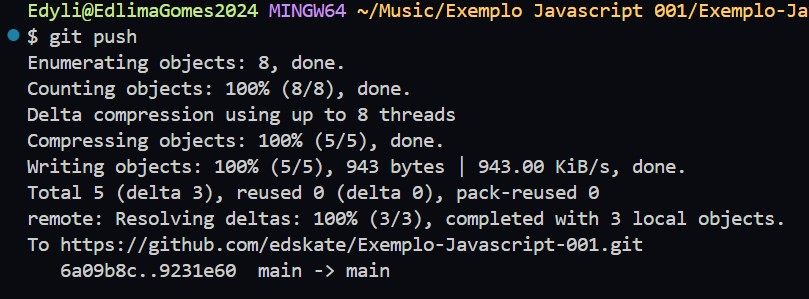 Edyli@EdlimaGomes2024 MINGW64 ~/Music/Exemplo Javascript 001/Exemplo-Ja
$ git push
Enumerating objects: 8, done.
Counting objects: 100% (8/8), done.
Delta compression using up to 8 threads
Compressing objects: 100% (5/5), done.
Writing objects: 100% (5/5), 943 bytes | 943.00 KiB/s, done.
Total 5 (delta 3), reused 0 (delta 0), pack-reused 0
remote: Resolving deltas: 100% (3/3), completed with 3 local objects.
To https://github.com/edskate/Exemplo-Javascript-001.git
   6a09b8c..9231e60  main -> main